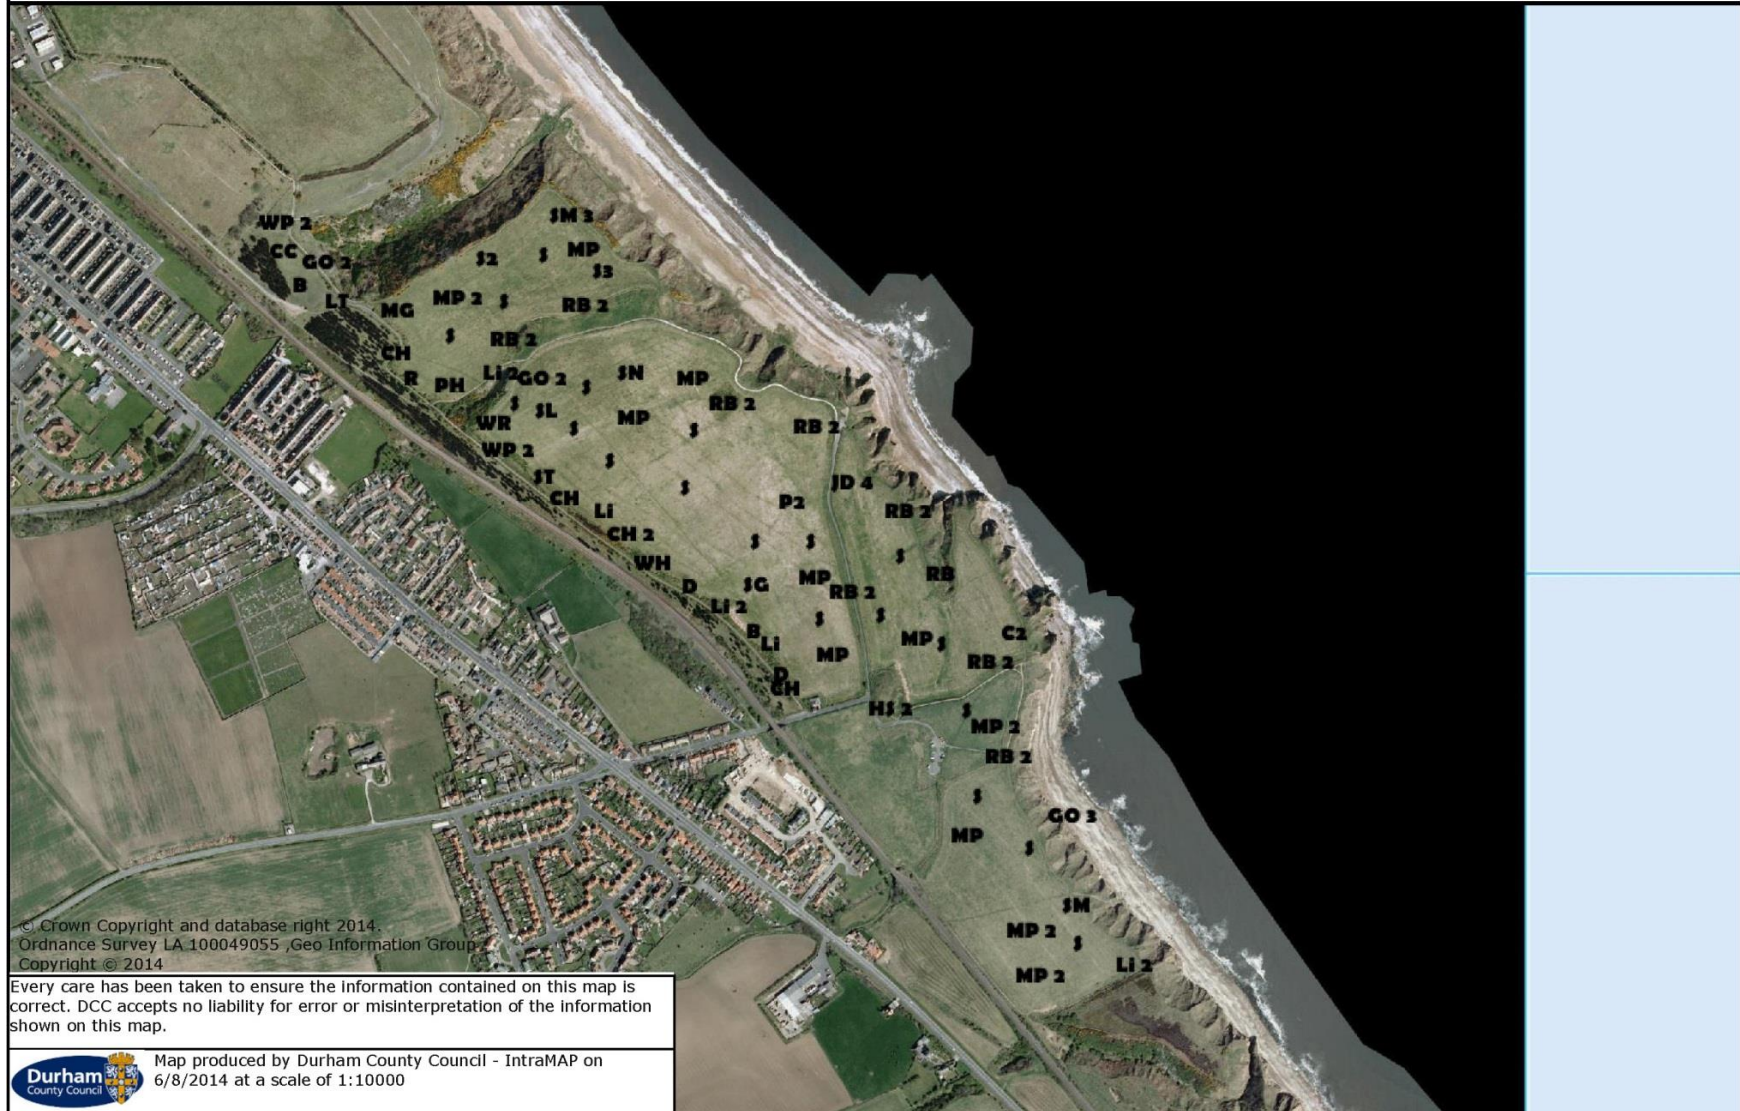 SM 3
WP 2
MP
CC
S
S2
GO 2
S3
B
MP 2
S
LT
RB 2
MG
S
RB 2
CH
Li 2
SN
GO 2
MP
R
PH
S
S
RB 2
SL
MP
WR
S
RB 2
S
WP 2
S
ST
JD 4
S
CH
P2
Li
RB 2
CH 2
S
S
S
WH
RB
MP
D
SG
RB 2
Li 2
S
S
B
C2
Li
MP
S
MP
RB 2
D
CH
HS 2
S
MP 2
RB 2
S
GO 3
MP
S
SM
MP 2
S
Li 2
MP 2
© Crown Copyright and database right 2014.
Ordnance Survey LA 100049055 ,Geo Information Group
Copyright © 2014
Every care has been taken to ensure the information contained on this map is
correct. DCC accepts no liability for error or misinterpretation of the information
shown on this map.
Durham
County Council
Map produced by Durham County Council - IntraMAP on
6/8/2014 at a scale of 1:10000